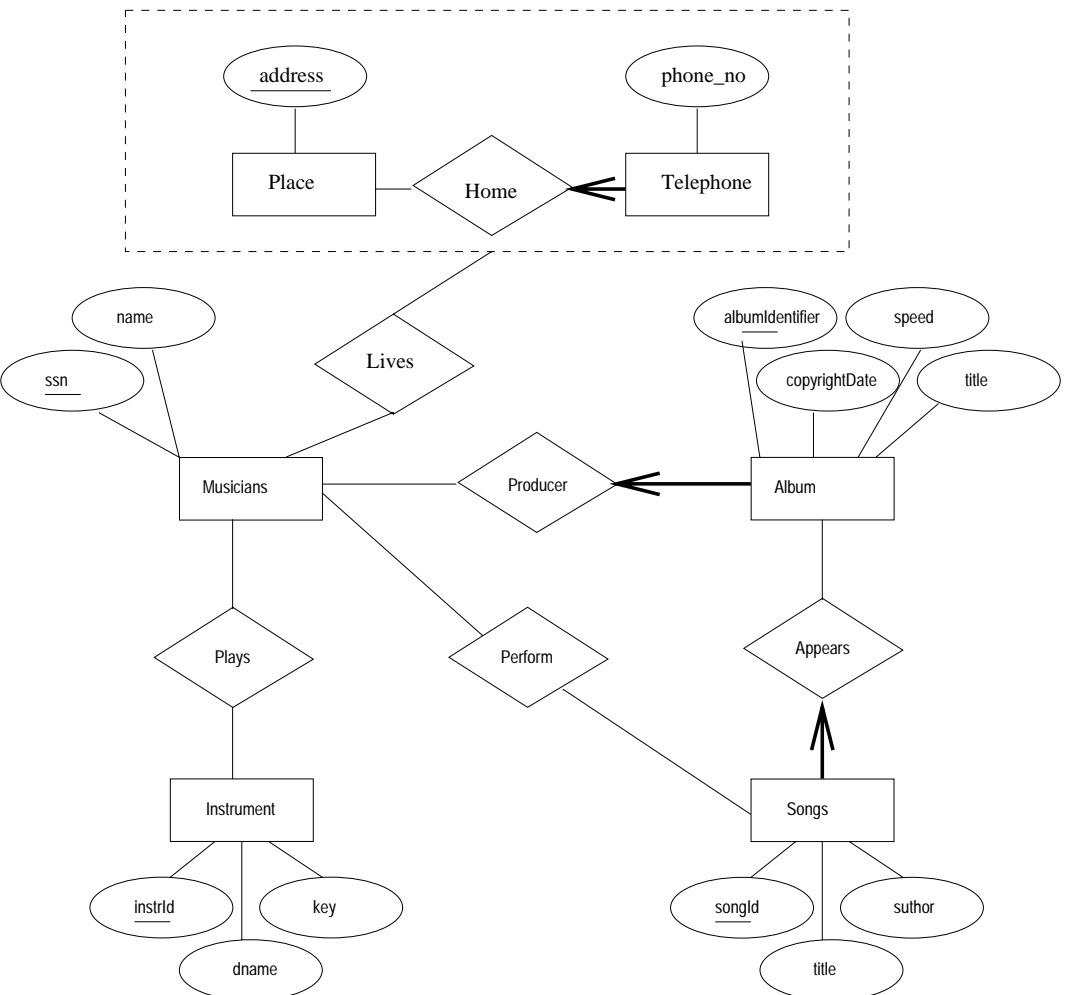 address
phone_no
Place
Home
Telephone
name
albumIdentifier
speed
ssn
Lives
copyrightDate
title
Musicians
Producer
Album
Plays
Perform
Appears
Instrument
Songs
instrId
key
songId
suthor
dname
title